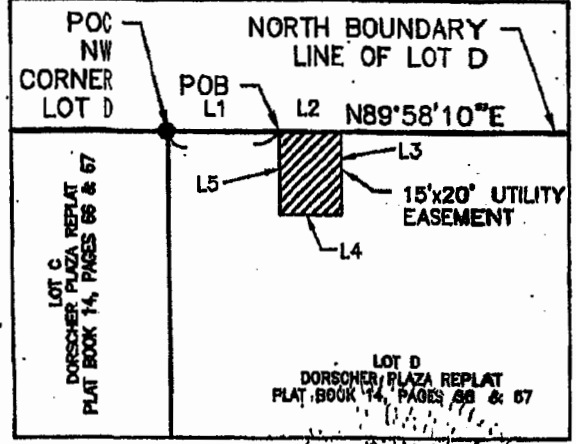 POC
NW
CORNER
LOT D
NORTH BOUNDARY
LINE OF LOT D
POB
L1
L2
N89°58'10"E
L3
L5
15'x20' UTILITY
EASEMENT
L4
LOT C
DORSCHER PLAZA REPLAT
PLAT BOOK 14, PAGES 66 & 67
LOT D
DORSCHER PLAZA REPLAT
PLAT BOOK 14, PAGES 66 & 67